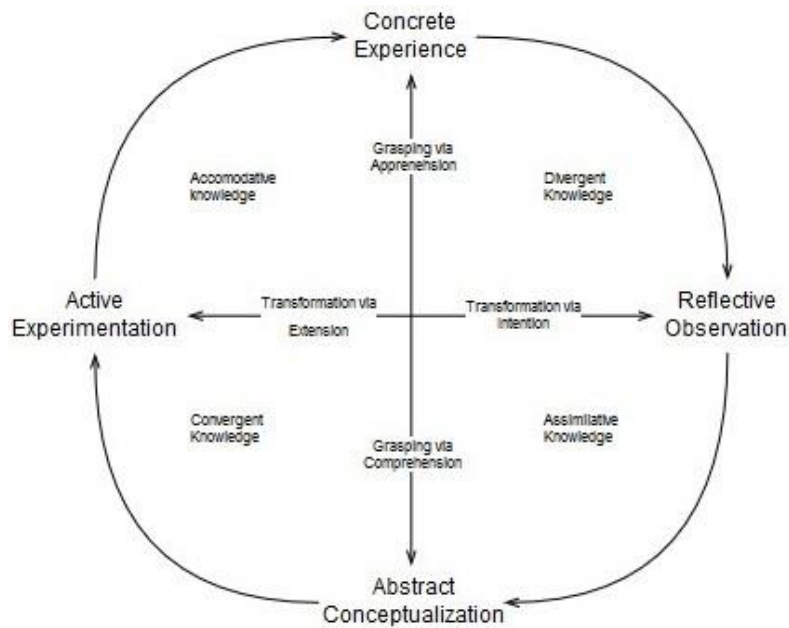 Concrete
Experience
Grasping via
Apprenehsion
Accomodative
knowledge
Divergent
Knowledge
Active
Experimentation
Transformation via
Extension
Transformation via
Intention
Reflective
Observation
Convergent
Knowledge
Grasping via
Comprehension
Assimilative
Knowledge
Abstract
Conceptualization